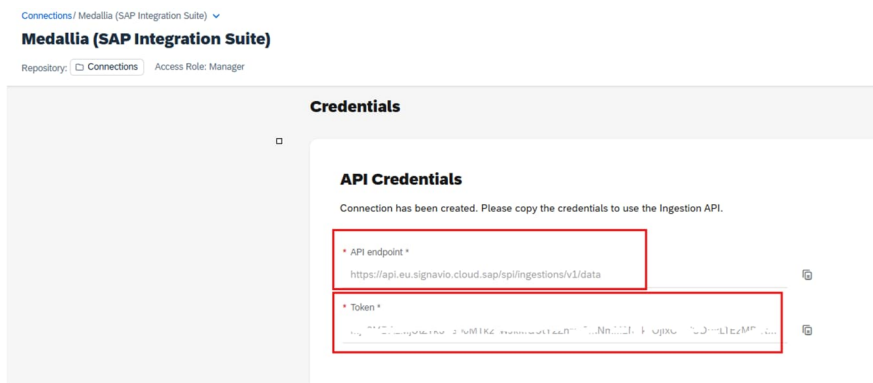 Connections / Medallia (SAP Integration Suite)
Medallia (SAP Integration Suite)
Repository: Connections Access Role: Manager
Credentials
API Credentials
Connection has been created. Please copy the credentials to use the Ingestion API.
* API endpoint *
https://api.eu.signavio.cloud.sap/spi/ingestions/v1/data
* Token *